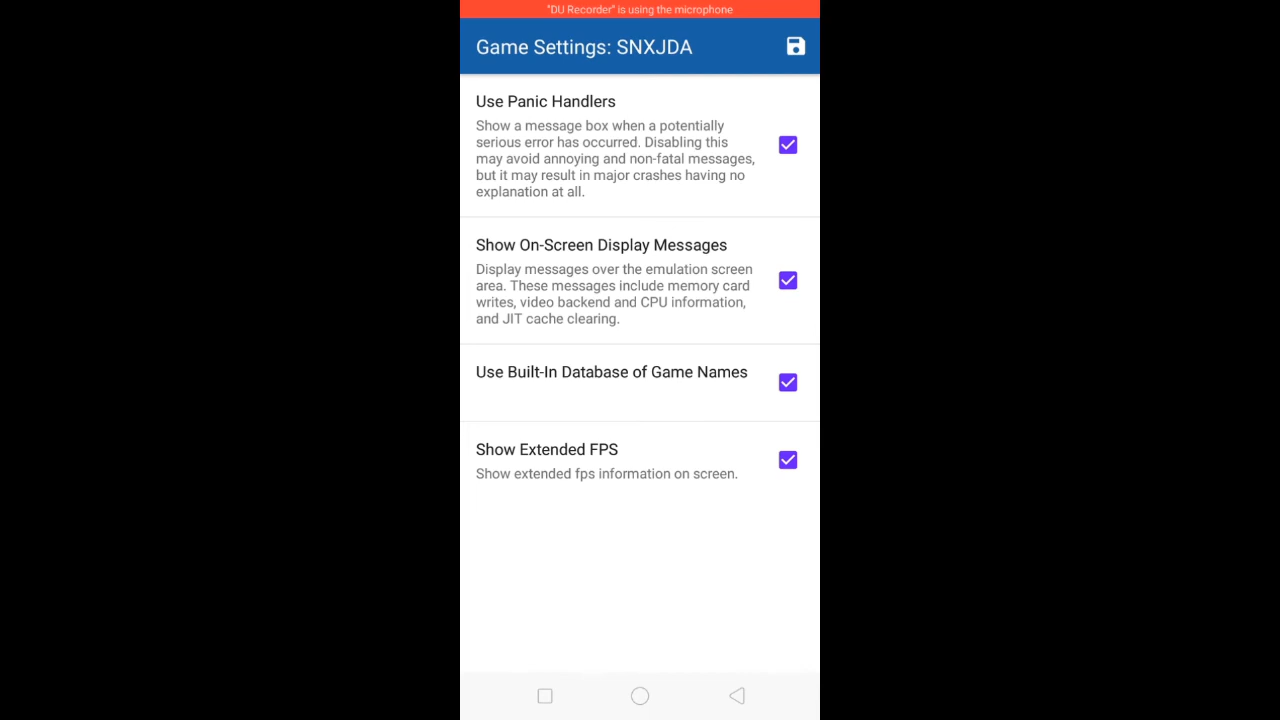 "DU Recorder" is using the microphone
Game Settings: SNXJDA
Use Panic Handlers
Show a message box when a potentially
serious error has occurred. Disabling this
may avoid annoying and non-fatal messages,
but it may result in major crashes having no
explanation at all.
Show On-Screen Display Messages
Display messages over the emulation screen
area. These messages include memory card
writes, video backend and CPU information,
and JIT cache clearing.
Use Built-In Database of Game Names
Show Extended FPS
Show extended fps information on screen.